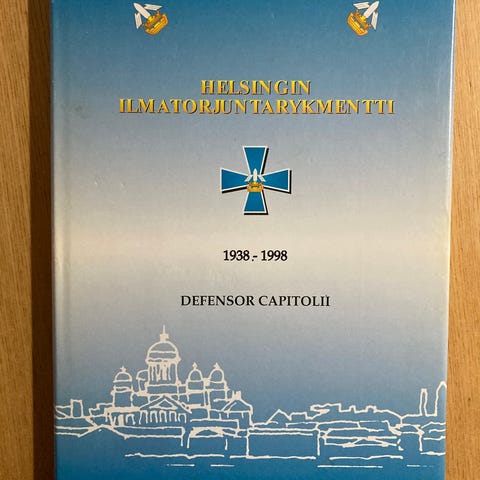 HELSINGIN
ILMATORJUNTARYKMENTTI
1938.- 1998
DEFENSOR CAPITOLII